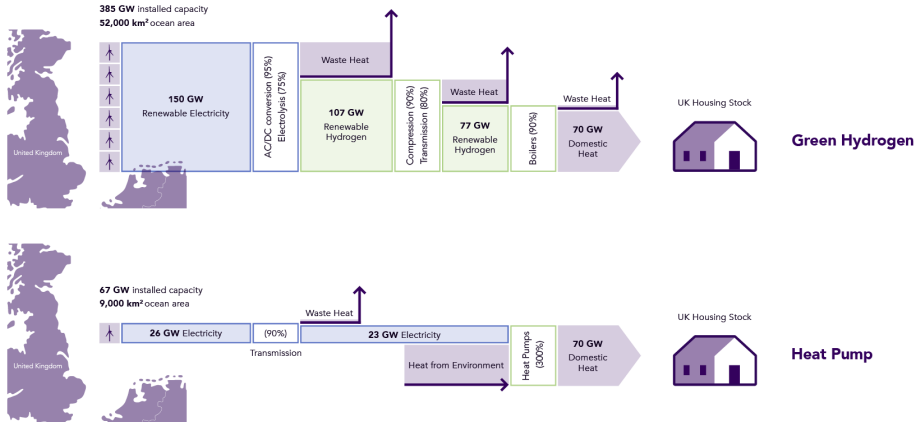 385 GW installed capacity
52,000 km² ocean area
United Kingdom
150 GW
Renewable Electricity
AC/DC conversion (95%)
Electrolysis (75%)
Waste Heat
107 GW
Renewable
Hydrogen
Compression (90%)
Transmission (80%)
Waste Heat
77 GW
Renewable
Hydrogen
Boilers (90%)
Waste Heat
70 GW
Domestic
Heat
UK Housing Stock
Green Hydrogen
67 GW installed capacity
9,000 km² ocean area
United Kingdom
26 GW Electricity
(90%)
Transmission
Waste Heat
23 GW Electricity
Heat from Environment
Heat Pumps
(300%)
70 GW
Domestic
Heat
UK Housing Stock
Heat Pump